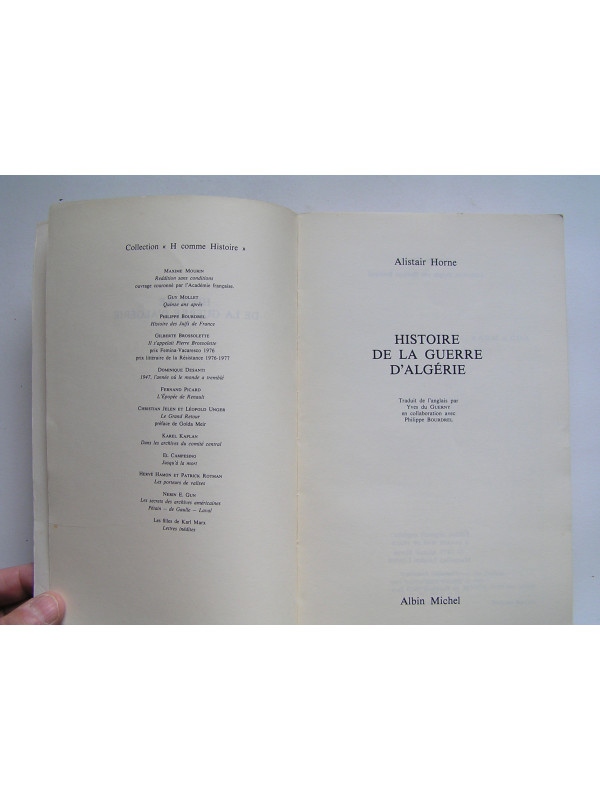 Collection « H comme Histoire »
MAXIME MOURIN
Reddition sans conditions
ouvrage couronné par l'Académie française.
GUY MOLLET
Quinze ans après
PHILIPPE BOURDREL
Histoire des Juifs de France
GILBERTE BROSSOLETTE
Il s'appelait Pierre Brossolette
prix Femina-Vacaresco 1976
prix littéraire de la Résistance 1976-1977
DOMINIQUE DESANTI
1947, l'année où le monde a tremblé
FERNAND PICARD
L'Épopée de Renault
CHRISTIAN JELEN et LÉOPOLD UNGER
Le Grand Retour
préface de Golda Meir
KAREL KAPLAN
Dans les archives du comité central
EL CAMPESINO
Jusqu'à la mort
HERVÉ HAMON et PATRICK ROTMAN
Les porteurs de valises
NERIN E. GUN
Les secrets des archives américaines
Pétain — de Gaulle — Laval
Les filles de Karl Marx
Lettres inédites
Alistair Horne
HISTOIRE
DE LA GUERRE
D'ALGÉRIE
Traduit de l'anglais par
Yves du GUERNY
en collaboration avec
Philippe BOURDREL
Albin Michel